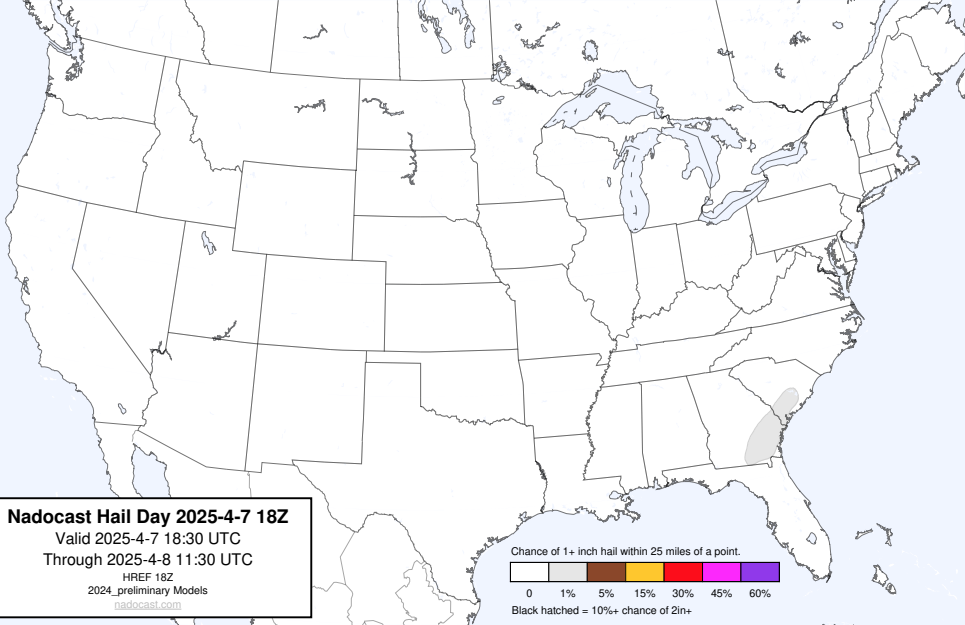 Nadocast Hail Day 2025-4-7 18Z
Valid 2025-4-7 18:30 UTC
Through 2025-4-8 11:30 UTC
HREF 18Z
2024_preliminary Models
nadocast.com
Chance of 1+ inch hail within 25 miles of a point.
0 1% 5% 15% 30% 45% 60%
Black hatched = 10%+ chance of 2in+